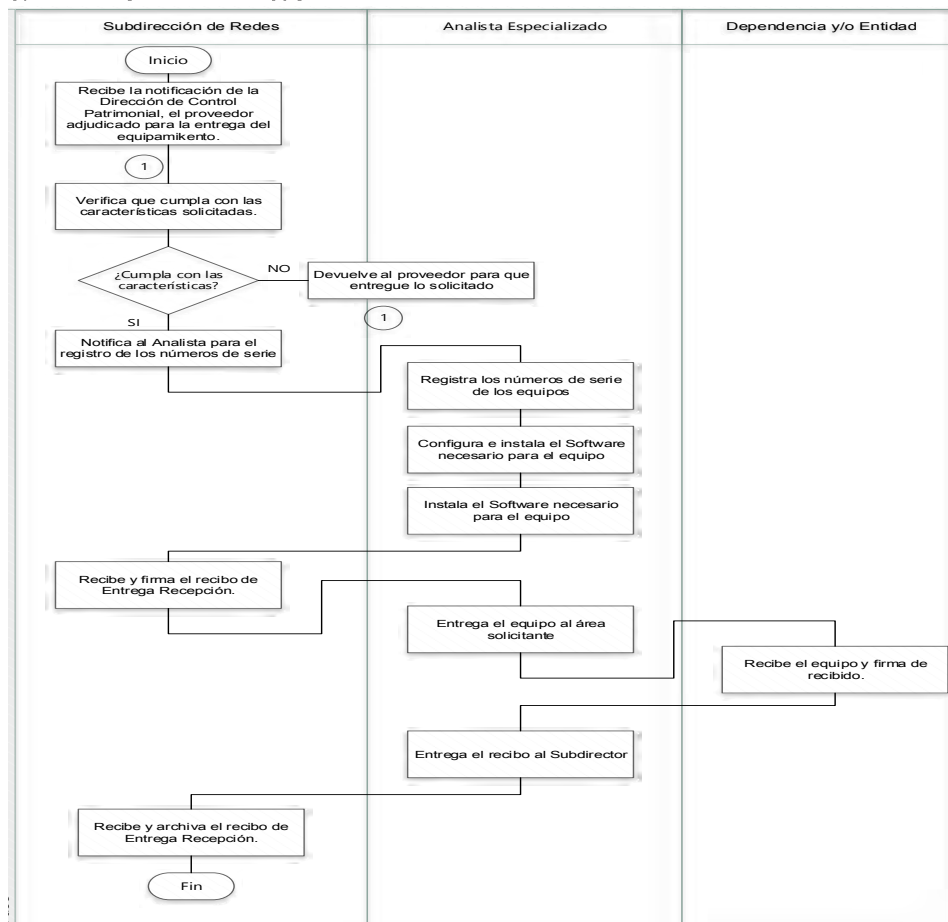 Subdirección de Redes
Analista Especializado
Dependencia y/o Entidad
Inicio
Recibe la notificación de la
Dirección de Control
Patrimonial, el proveedor
adjudicado para la entrega del
equipamikento.
1
Verifica que cumpla con las
características solicitadas.
¿Cumpla con las
características?
NO
Devuelve al proveedor para que
entregue lo solicitado
1
SI
Notifica al Analista para el
registro de los números de serie
Registra los números de serie
de los equipos
Configura e instala el Software
necesario para el equipo
Instala el Software necesario
para el equipo
Recibe y firma el recibo de
Entrega Recepción.
Entrega el equipo al área
solicitante
Recibe el equipo y firma de
recibido.
Entrega el recibo al Subdirector
Recibe y archiva el recibo de
Entrega Recepción.
Fin